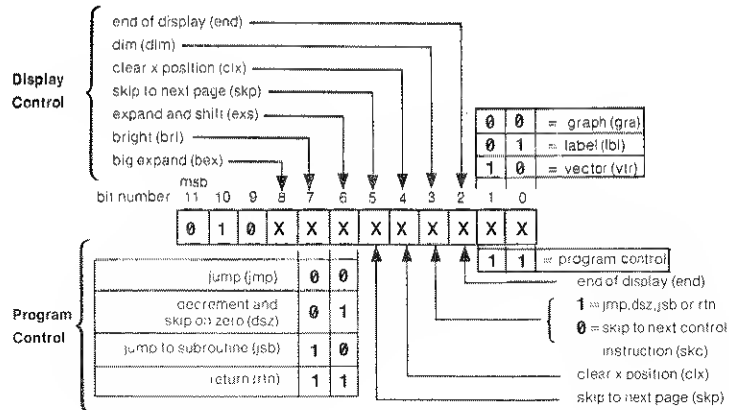 Display Control
end of display (end)
dim (dim)
clear x position (clx)
skip to next page (skp)
expand and shift (exs)
bright (bri)
big expand (bex)
0 0 = graph (gra)
0 1 = label (lbl)
1 0 = vector (vtr)
msb
bit number 11 10 9 8 7 6 5 4 3 2 1 0
0 1 0 X X X X X X X X X
1 1 = program control
Program Control
jump (jmp) 0 0
decrement and skip on zero (dsz) 0 1
jump to subroutine (jsb) 1 0
return (rtn) 1 1
end of display (end)
1 = jmp, dsz, jsb or rtn
0 = skip to next control
instruction (skc)
clear x position (clx)
skip to next page (skp)